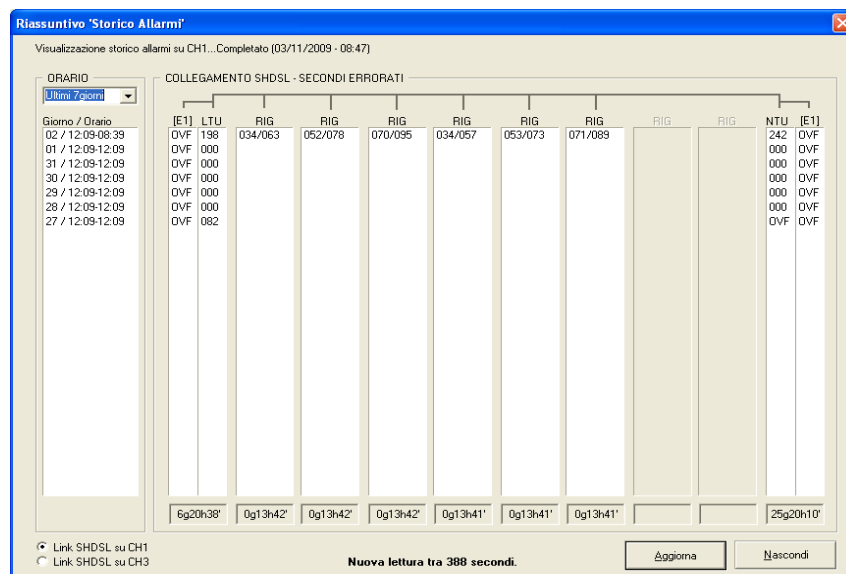 Riassuntivo 'Storico Allarmi'
Visualizzazione storico allarmi su CH1...Completato (03/11/2009 - 08:47)
ORARIO
COLLEGAMENTO SHDSL - SECONDI ERRORATI
Ultimi 7giorni
Giorno / Orario
[E1] LTU RIG RIG RIG RIG RIG RIG RIG RIG NTU [E1]
02 / 12:09-08:39 OVF 198 034/063 052/078 070/095 034/057 053/073 071/089 242 OVF
01 / 12:09-12:09 OVF 000 000 OVF
31 / 12:09-12:09 OVF 000 000 OVF
30 / 12:09-12:09 OVF 000 000 OVF
29 / 12:09-12:09 OVF 000 000 OVF
28 / 12:09-12:09 OVF 000 000 OVF
27 / 12:09-12:09 OVF 082 OVF OVF
6g20h38' 0g13h42' 0g13h42' 0g13h42' 0g13h41' 0g13h41' 0g13h41' 25g20h10'
Link SHDSL su CH1
Link SHDSL su CH3
Nuova lettura tra 388 secondi.
Aggiorna
Nascondi